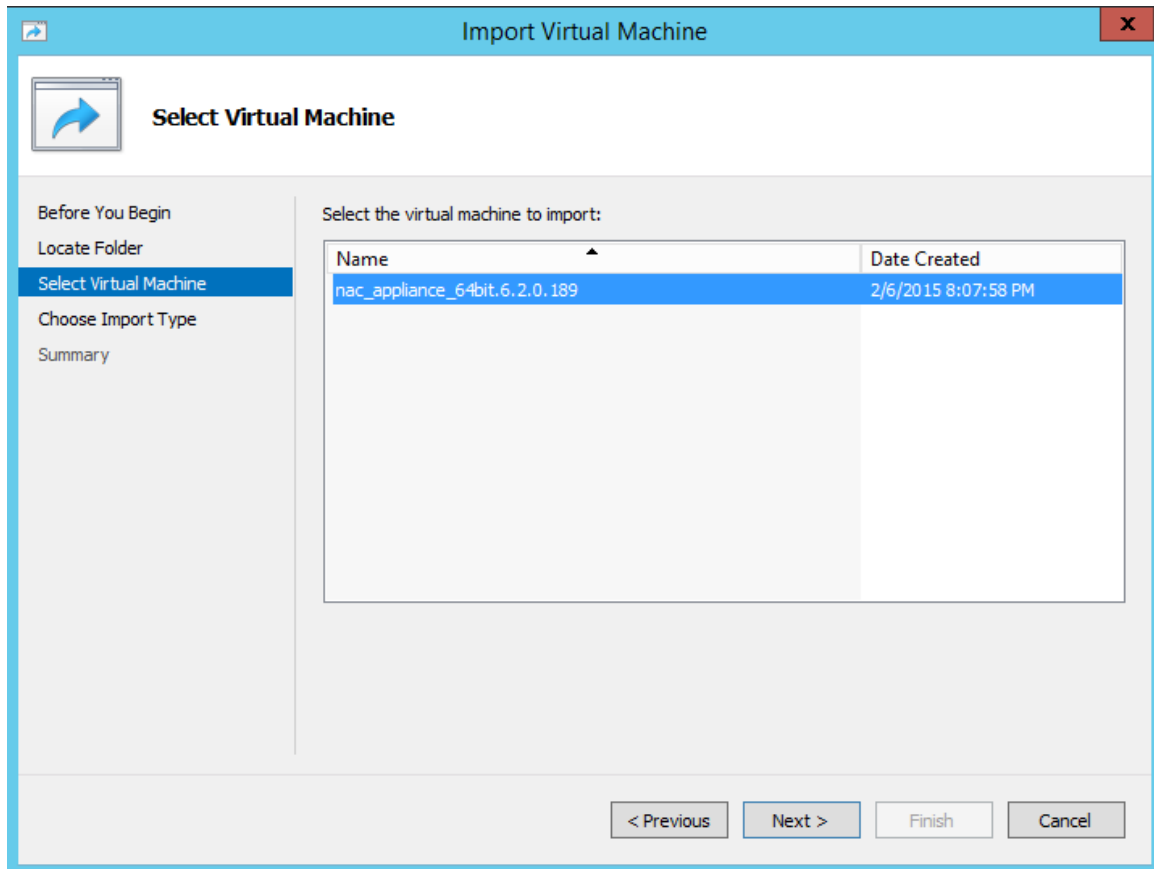 Import Virtual Machine
x
Select Virtual Machine
Before You Begin
Locate Folder
Select Virtual Machine
Choose Import Type
Summary
Select the virtual machine to import:
Name Date Created
nac_appliance_64bit.6.2.0.189 2/6/2015 8:07:58 PM
< Previous Next > Finish Cancel